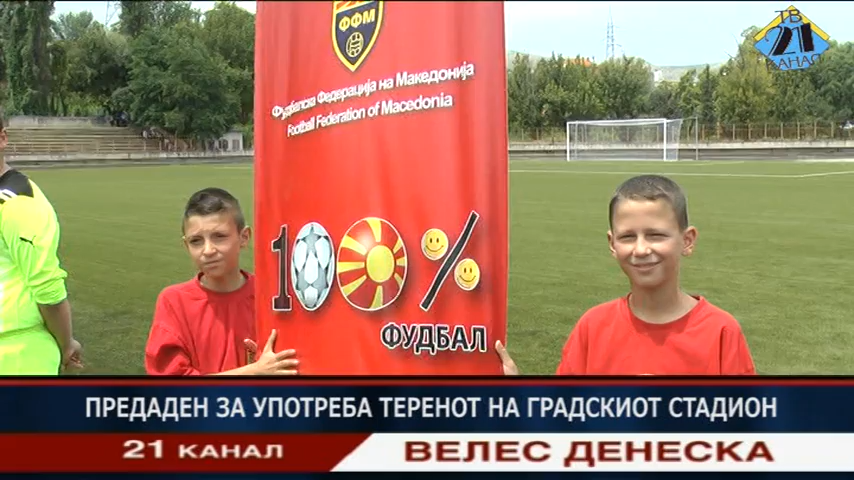 ТВ
21
КАНАЛ
ФФМ
Фудбалска Федерација на Македонија
Football Federation of Macedonia
100%
ФУДБАЛ
ПРЕДАДЕН ЗА УПОТРЕБА ТЕРЕНОТ НА ГРАДСКИОТ СТАДИОН
21 КАНАЛ
ВЕЛЕС ДЕНЕСКА